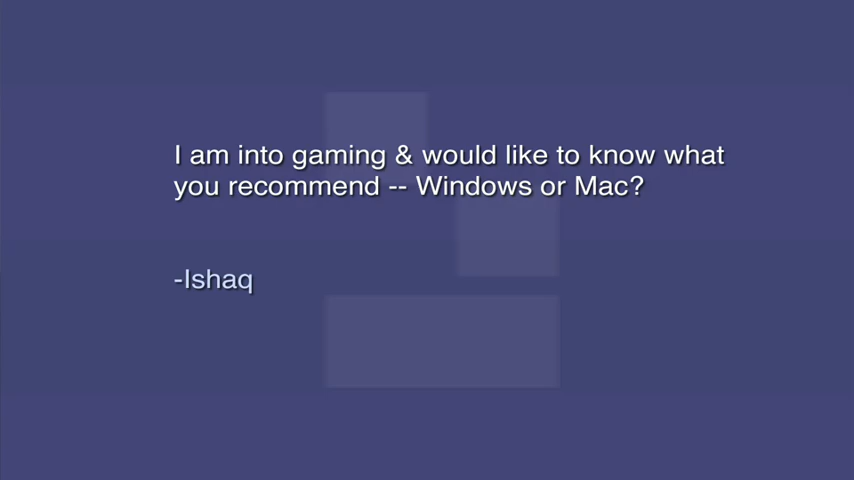 I am into gaming & would like to know what
you recommend -- Windows or Mac?
-Ishaq